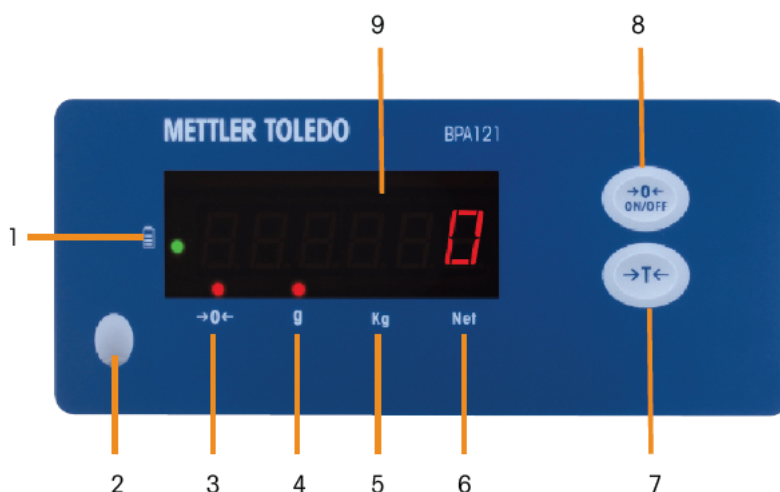 9 8
METTLER TOLEDO BPA121
→0←
ON/OFF
1
0
→T←
→0← g Kg Net
2 3 4 5 6 7